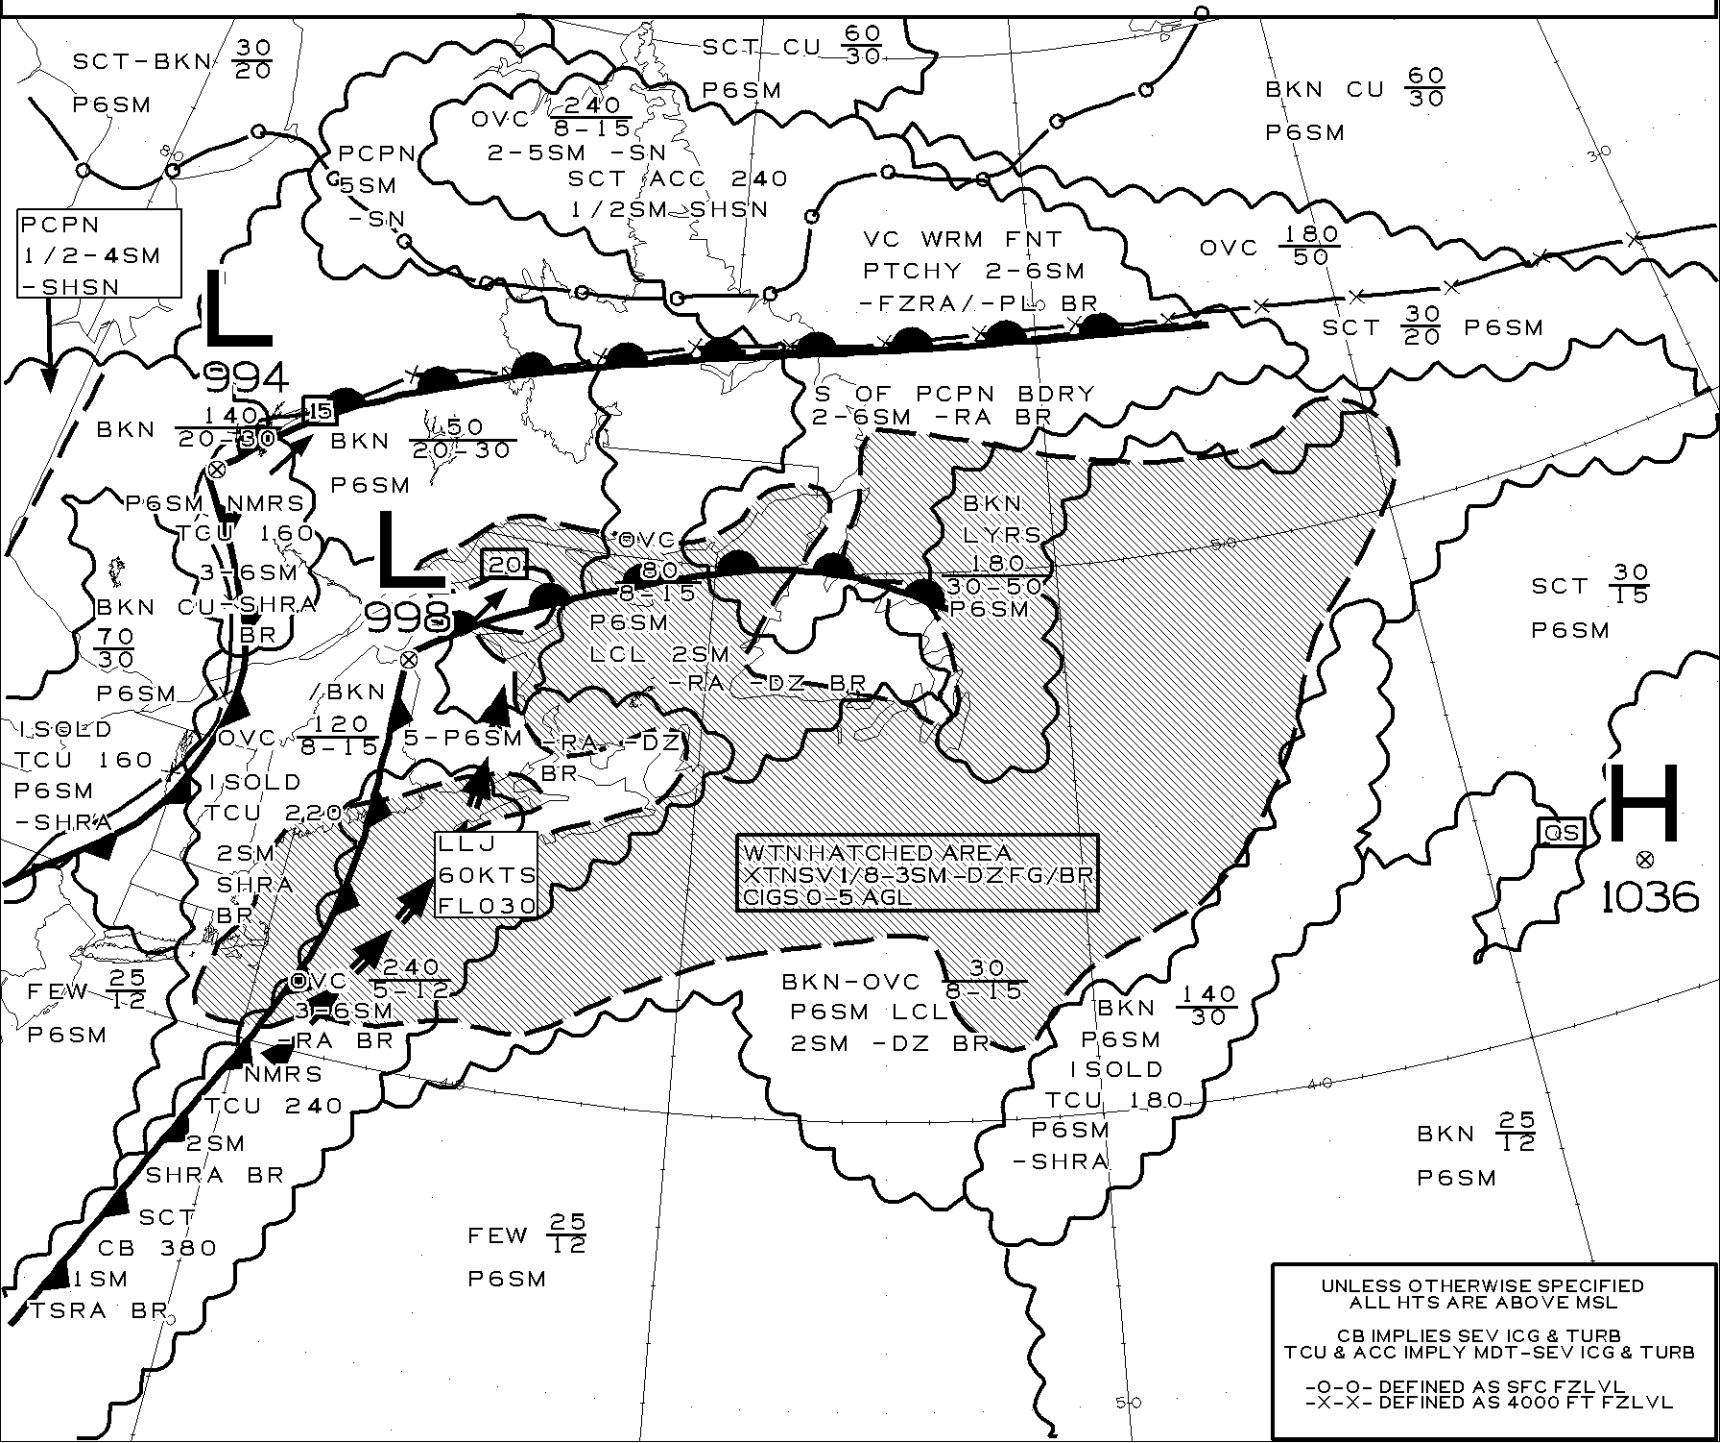 SCT-BKN 30
20
P6SM
SCT CU 60
30
P6SM
BKN CU 60
30
P6SM
80
30
OVC 240
8-15
2-5SM -SN
SCT ACC 240
1/2SM SHSN
PCPN
5SM
-SN
PCPN
1/2-4SM
-SHSN
VC WRM FNT
PTCHY 2-6SM
-FZRA/-PL BR
OVC 180
50
SCT 30
20 P6SM
L
994
15
BKN 140
20-30
BKN 50
20-30
P6SM
S OF PCPN BDRY
2-6SM -RA BR
P6SM NMRS
TCU 160
3-6SM
-SHRA
BR
BKN CU
70
30
P6SM
L
998
20
OVC
80
8-15
P6SM
LCL 2SM
-RA -DZ BR
BKN
LYRS
180
30-50
P6SM
50
SCT 30
15
P6SM
ISOLD
TCU 160
P6SM
-SHRA
/BKN
OVC 120
8-15
ISOLD
TCU 220
2SM
SHRA
BR
5-P6SM -RA -DZ
BR
LLJ
60KTS
FL030
WTN HATCHED AREA
XTNSV 1/8-3SM -DZ FG/BR
CIGS 0-5 AGL
QS
H
1036
FEW 25
12
P6SM
OVC 240
5-12
3-6SM
-RA BR
NMRS
TCU 240
2SM
SHRA BR
BKN-OVC 30
8-15
P6SM LCL
2SM -DZ BR
BKN 140
30
P6SM
ISOLD
TCU 180
P6SM
-SHRA
40
40
BKN 25
12
P6SM
SCT
CB 380
1SM
TSRA BR
FEW 25
12
P6SM
50
UNLESS OTHERWISE SPECIFIED
ALL HTS ARE ABOVE MSL
CB IMPLIES SEV ICG & TURB
TCU & ACC IMPLY MDT-SEV ICG & TURB
-O-O- DEFINED AS SFC FZLVL
-X-X- DEFINED AS 4000 FT FZLVL